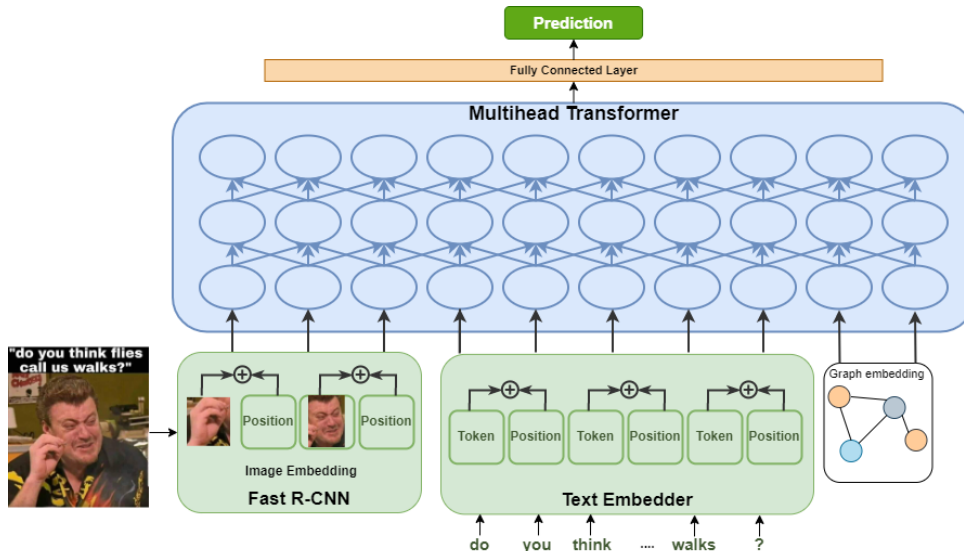 Prediction
Fully Connected Layer
Multihead Transformer
"do you think flies
call us walks?"
Position
Position
Image Embedding
Fast R-CNN
Token
Position
Token
Position
Token
Position
Text Embedder
do you think .... walks ?
Graph embedding